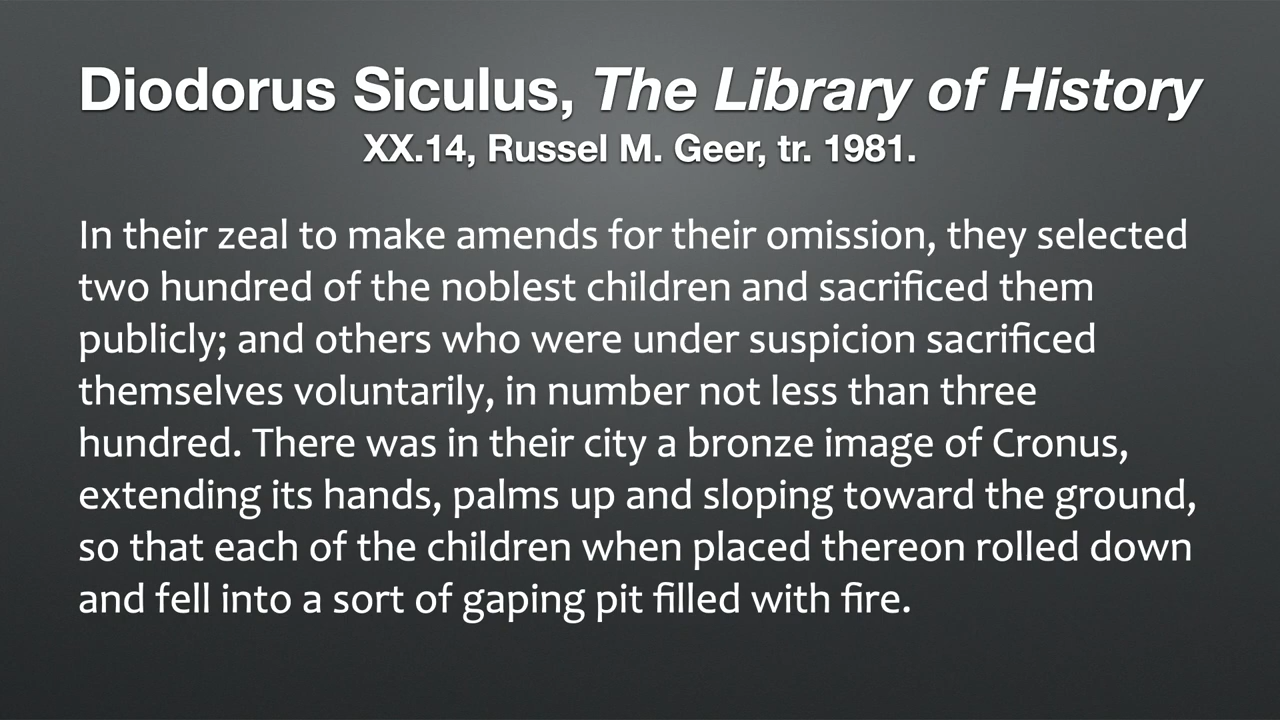 Diodorus Siculus, The Library of History
XX.14, Russel M. Geer, tr. 1981.
In their zeal to make amends for their omission, they selected
two hundred of the noblest children and sacrificed them
publicly; and others who were under suspicion sacrificed
themselves voluntarily, in number not less than three
hundred. There was in their city a bronze image of Cronus,
extending its hands, palms up and sloping toward the ground,
so that each of the children when placed thereon rolled down
and fell into a sort of gaping pit filled with fire.